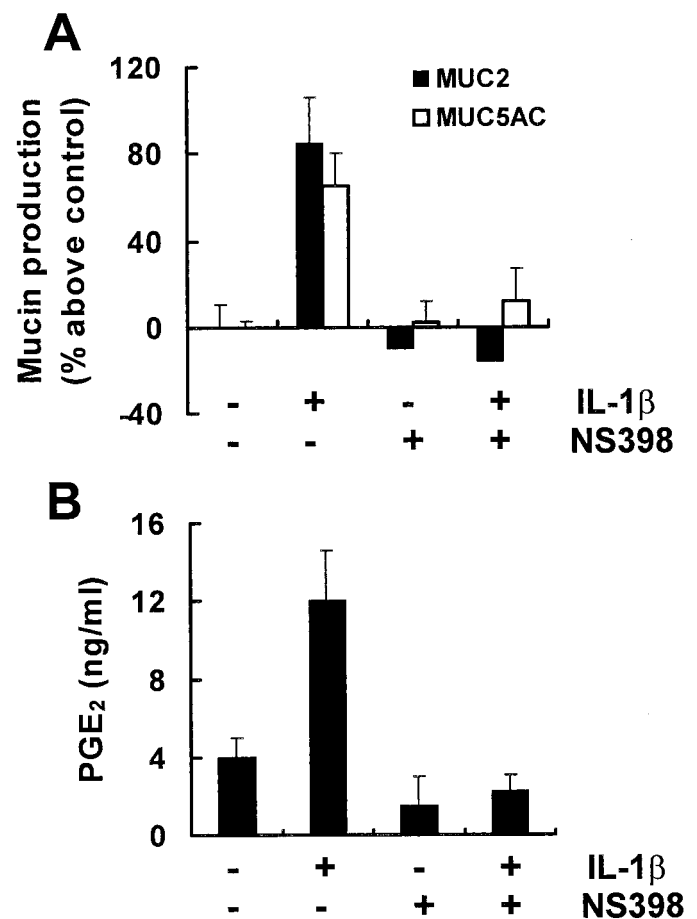 A
Mucin production
(% above control)
120
80
40
0
-40
MUC2
MUC5AC
- + - + IL-1β
- - + + NS398
B
PGE₂ (ng/ml)
16
12
8
4
0
- + - + IL-1β
- - + + NS398